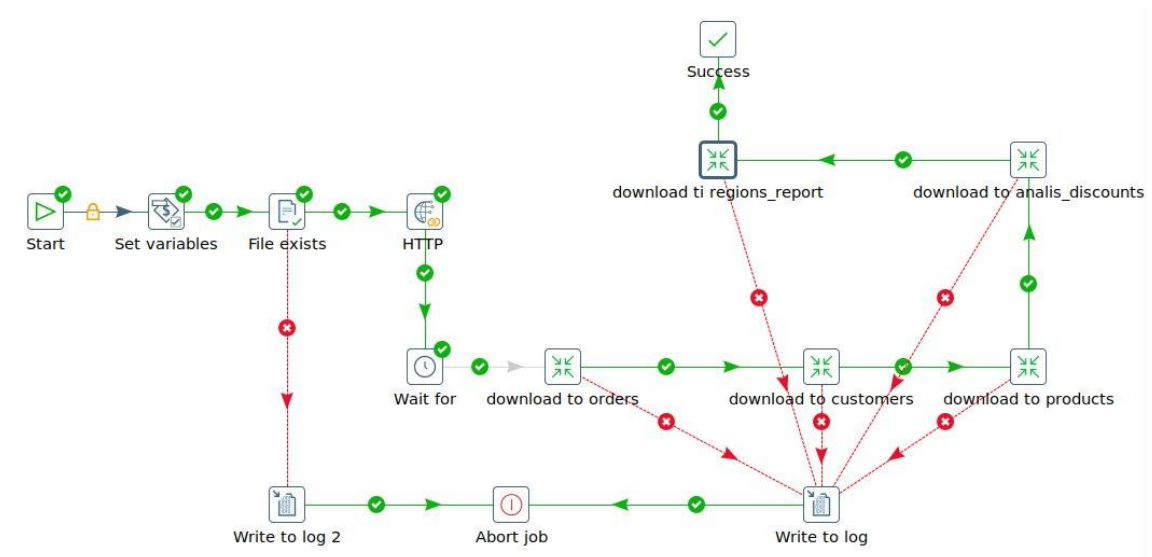 Success
download ti regions_report
download to analis_discounts
Start
Set variables
File exists
HTTP
Wait for
download to orders
download to customers
download to products
Write to log 2
Abort job
Write to log